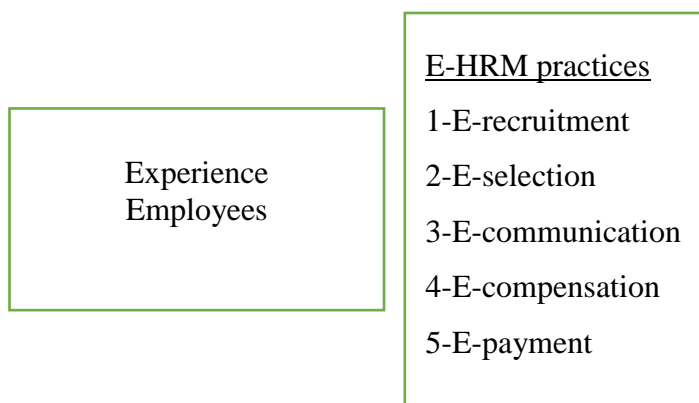 Experience
Employees
E-HRM practices
1-E-recruitment
2-E-selection
3-E-communication
4-E-compensation
5-E-payment